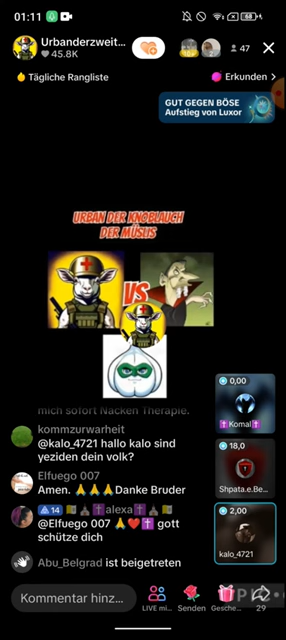 01:11
68
Urbanderzweit...
45.8K
47
Tägliche Rangliste
Erkunden >
GUT GEGEN BÖSE
Aufstieg von Luxor
URBAN DER KNOBLAUCH
DER MÜSLIS
VS
mich sofort Nacken Therapie.
kommzurwarheit
@kalo_4721 hallo kalo sind
yeziden dein volk?
Elfuego 007
Amen. 🙏🙏🙏Danke Bruder
14 alexa
@Elfuego 007 🙏❤️✝️ gott
schütze dich
Abu_Belgrad ist beigetreten
0,00
✝️Komal✝️
18,0
Shpata.e.Be...
2,00
kalo_4721
Kommentar hinz...
LIVE mi...
Senden
Gesche...
29